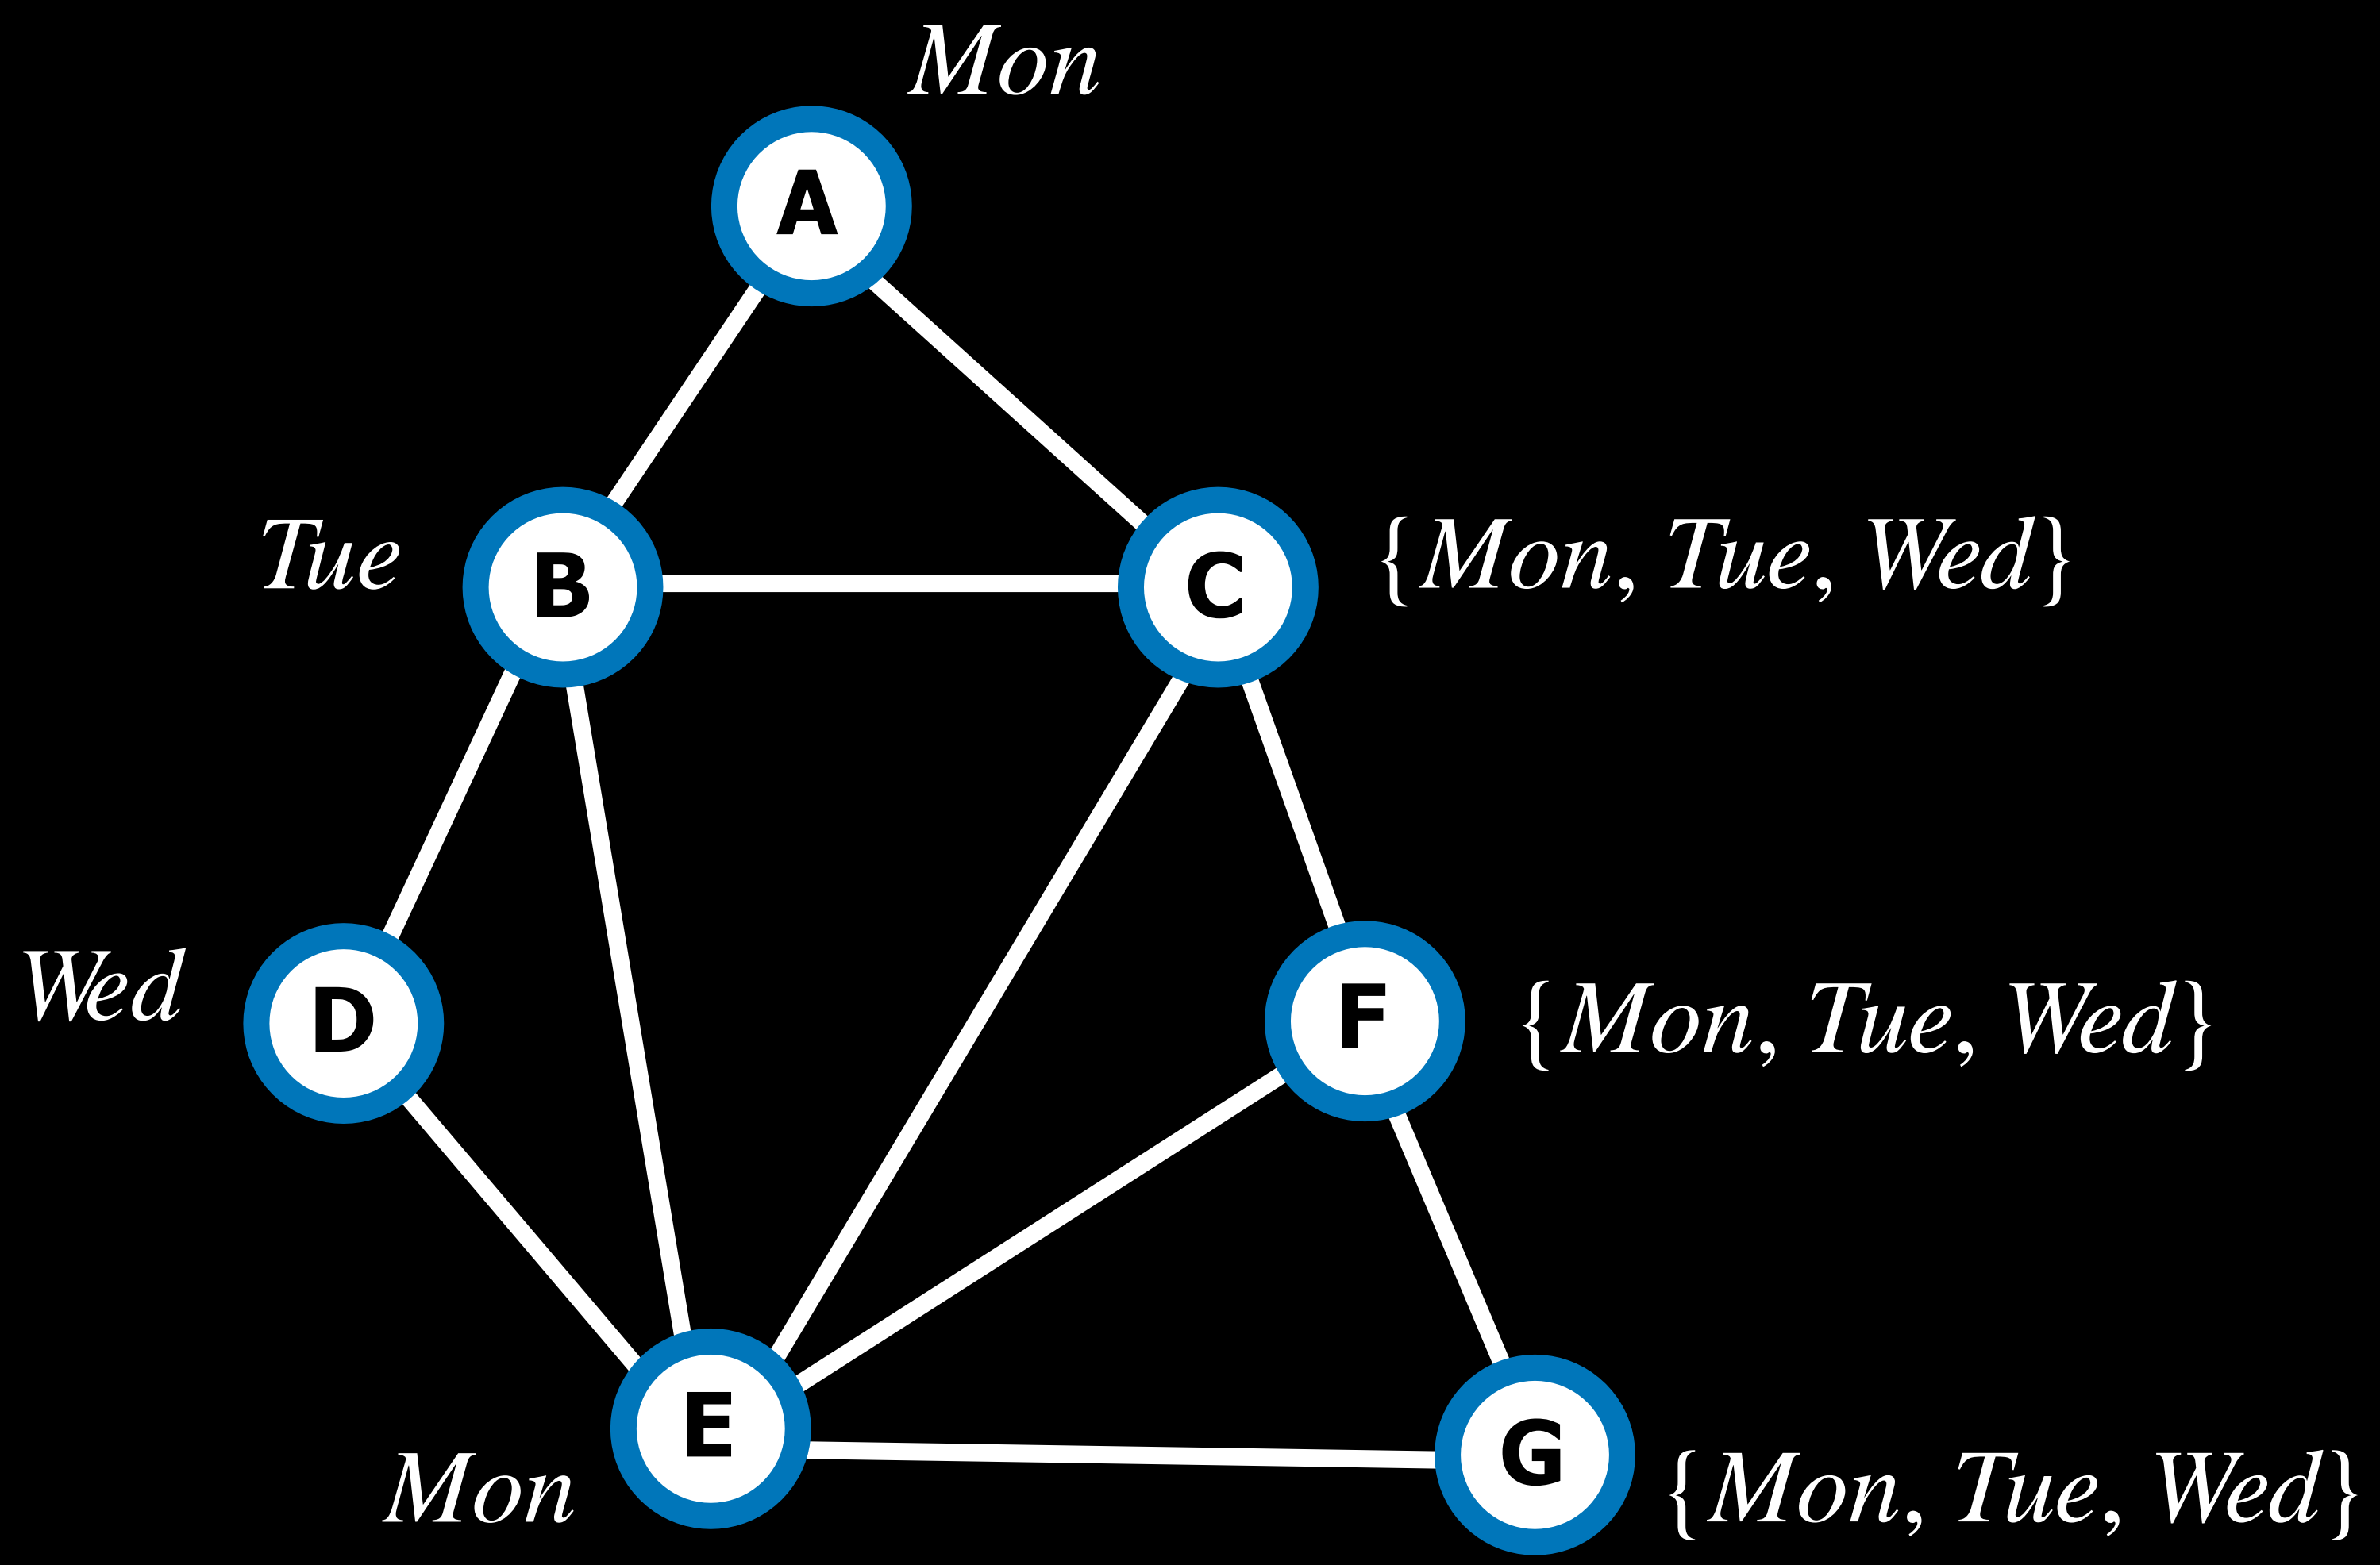 Mon
A
Tue
B
C
{Mon, Tue, Wed}
Wed
D
F
{Mon, Tue, Wed}
E
Mon
G
{Mon, Tue, Wed}